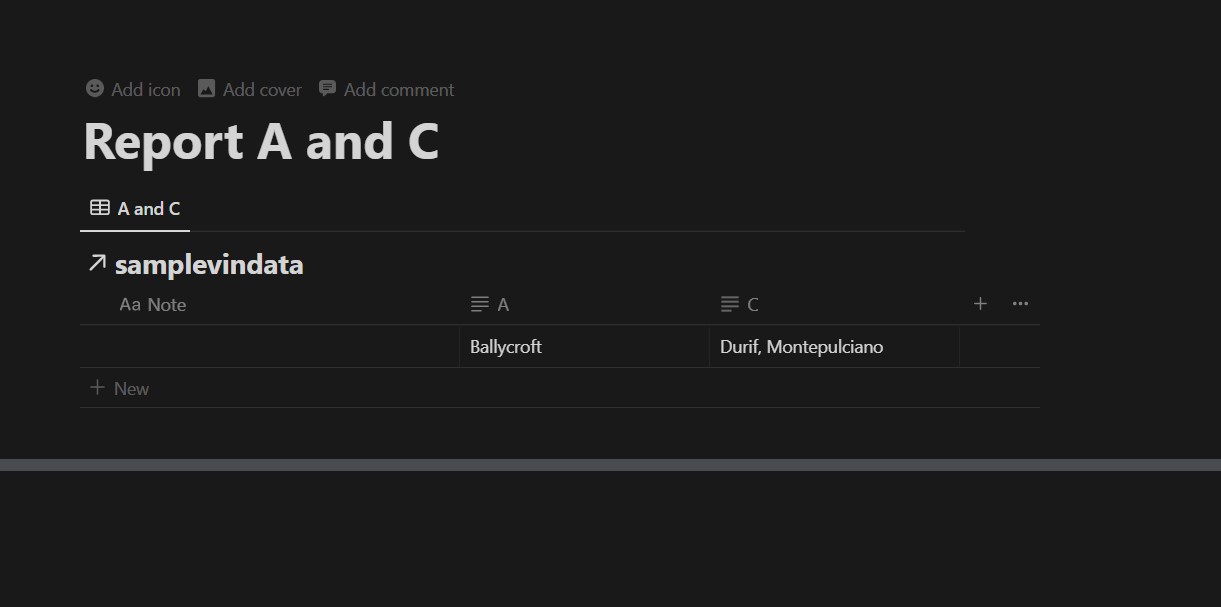 Add icon Add cover Add comment
Report A and C
A and C
samplevindata
Aa Note A C
Ballycroft Durif, Montepulciano
New